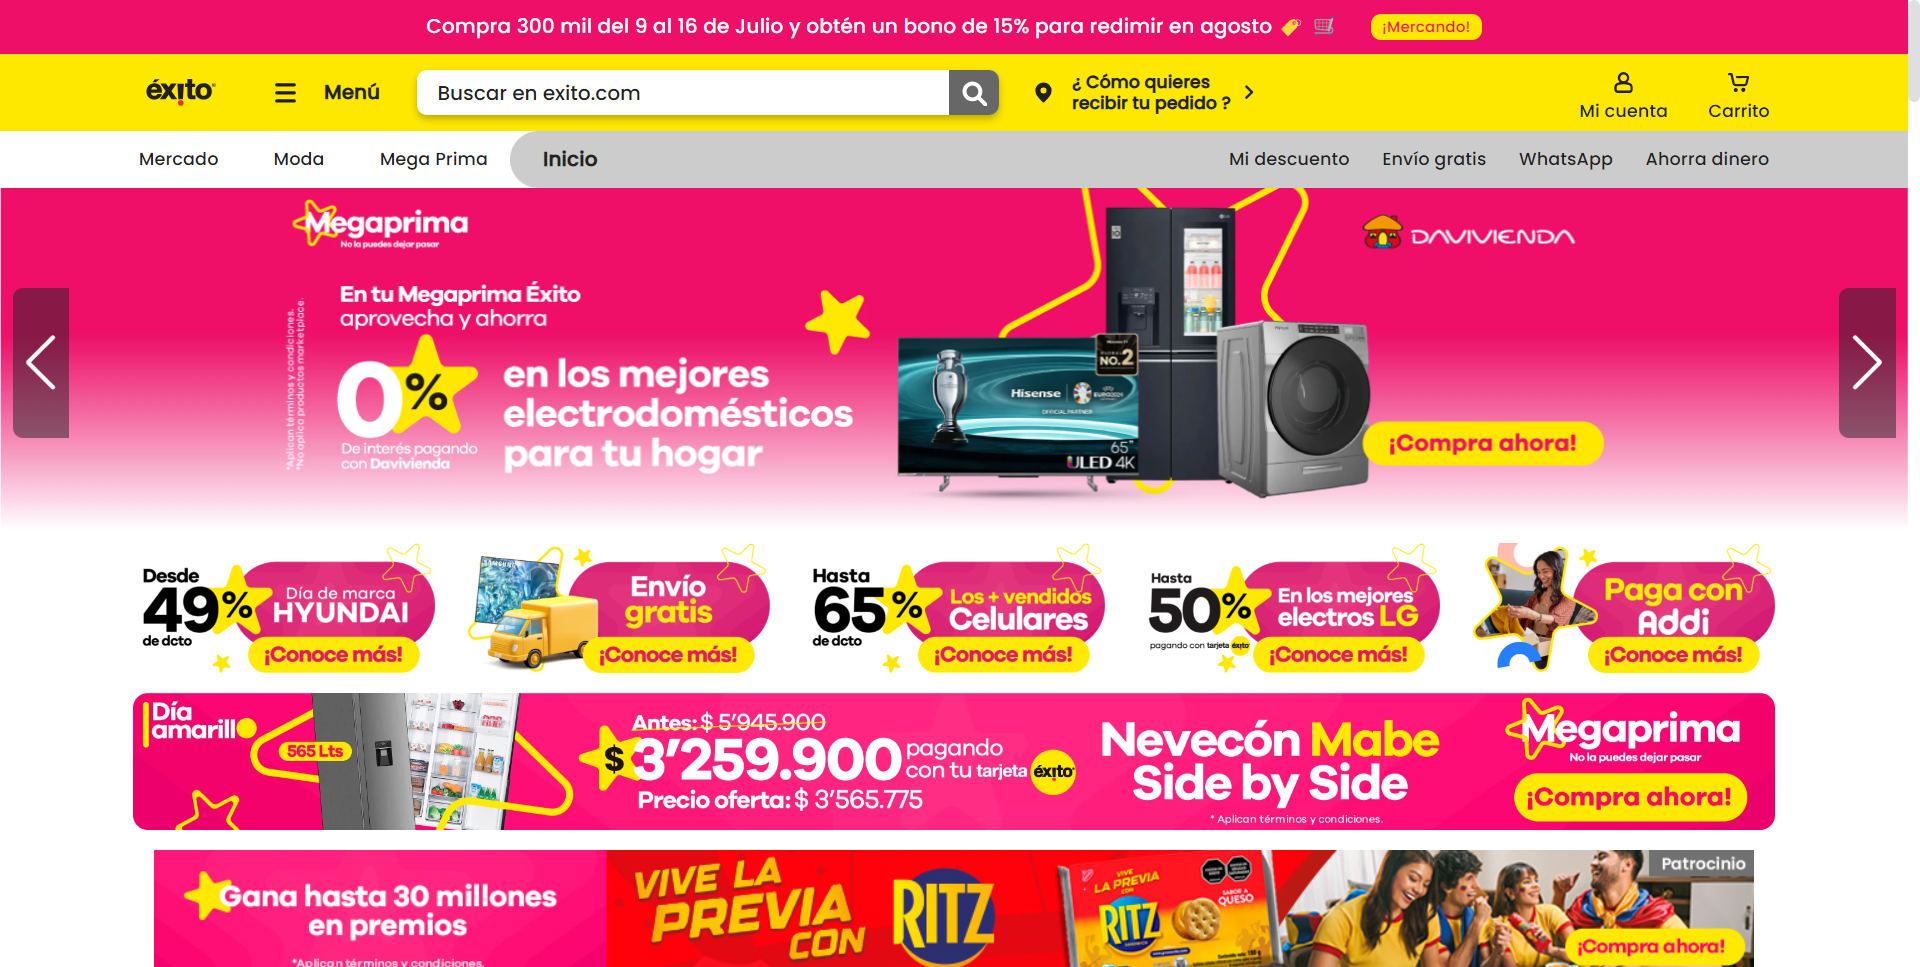 Compra 300 mil del 9 al 16 de Julio y obtén un bono de 15% para redimir en agosto
¡Mercando!
éxito
Menú
Buscar en exito.com
¿ Cómo quieres
recibir tu pedido ?
Mi cuenta
Carrito
Mercado
Moda
Mega Prima
Inicio
Mi descuento
Envío gratis
WhatsApp
Ahorra dinero
Megaprima
No la puedes dejar pasar
DAVIVIENDA
*Aplican términos y condiciones.
*No aplica productos marketplace.
En tu Megaprima Éxito
aprovecha y ahorra
0%
De interés pagando
con Davivienda
en los mejores
electrodomésticos
para tu hogar
NO.2
Hisense
OFFICIAL PARTNER
65"
ULED 4K
LG
¡Compra ahora!
Desde
49%
de dcto
Día de marca
HYUNDAI
¡Conoce más!
SAMSUNG
Envío
gratis
¡Conoce más!
Hasta
65%
de dcto
Los + vendidos
Celulares
¡Conoce más!
Hasta
50%
pagando con tarjeta éxito
En los mejores
electros LG
¡Conoce más!
Paga con
Addi
¡Conoce más!
Día
amarillo
565 Lts
Antes: $ 5'945.900
$ 3'259.900
pagando
con tu tarjeta éxito
Precio oferta: $ 3'565.775
Nevecón Mabe
Side by Side
* Aplican términos y condiciones.
Megaprima
No la puedes dejar pasar
¡Compra ahora!
Gana hasta 30 millones
en premios
*Aplican términos y condiciones.
VIVE LA
PREVIA
CON
RITZ
VIVE
LA PREVIA
CON
RITZ
SABOR A
QUESO
Patrocinio
¡Compra ahora!